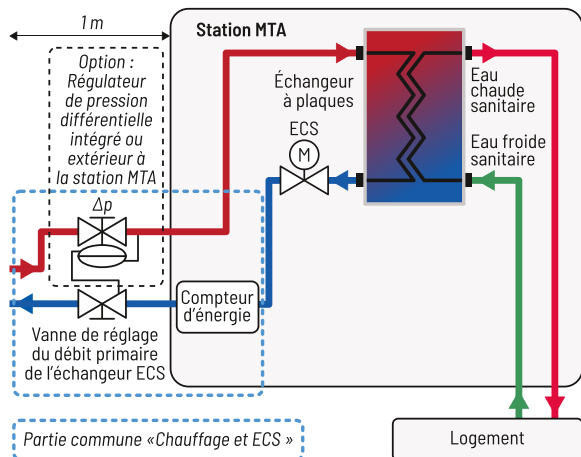 1 m
Station MTA
Option :
Régulateur
de pression
différentielle
intégré ou
extérieur à
la station MTA
Échangeur
à plaques
Eau
chaude
sanitaire
ECS
M
Eau froide
sanitaire
Δp
Compteur
d'énergie
Vanne de réglage
du débit primaire
de l'échangeur ECS
Partie commune «Chauffage et ECS »
Logement